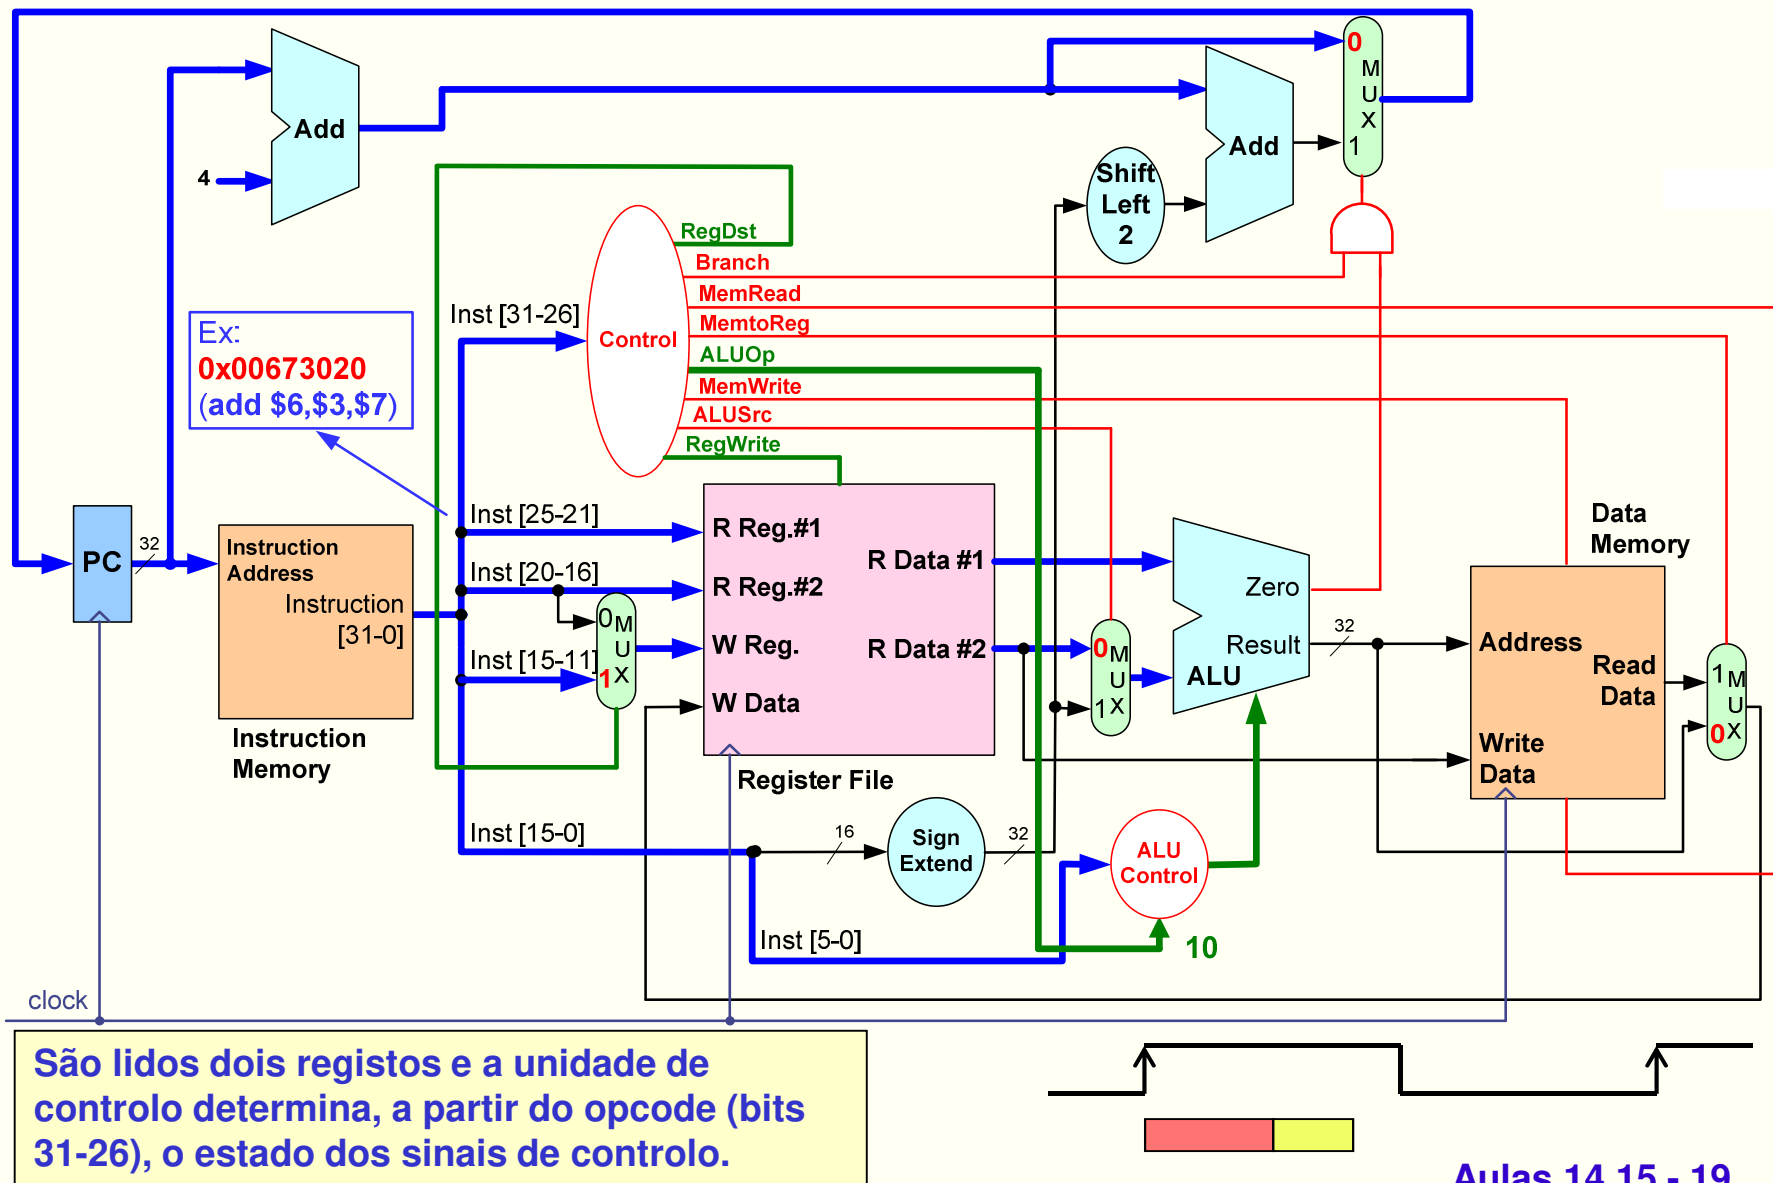 0
M
U
X
1
Add
4
Add
Shift
Left
2
RegDst
Branch
MemRead
MemtoReg
ALUOp
MemWrite
ALUSrc
RegWrite
Inst [31-26]
Control
Ex:
0x00673020
(add $6,$3,$7)
PC
32
Instruction
Address
Instruction
[31-0]
Instruction
Memory
Inst [25-21]
Inst [20-16]
Inst [15-11]
0
M
U
X
1
R Reg.#1
R Reg.#2
W Reg.
W Data
R Data #1
R Data #2
Register File
0
M
U
X
1
Zero
Result
ALU
32
Data
Memory
Address
Read
Data
Write
Data
1
M
U
X
0
Inst [15-0]
16
Sign
Extend
32
ALU
Control
Inst [5-0]
10
clock
São lidos dois registos e a unidade de
controlo determina, a partir do opcode (bits
31-26), o estado dos sinais de controlo.
Aulas 14,15 - 19